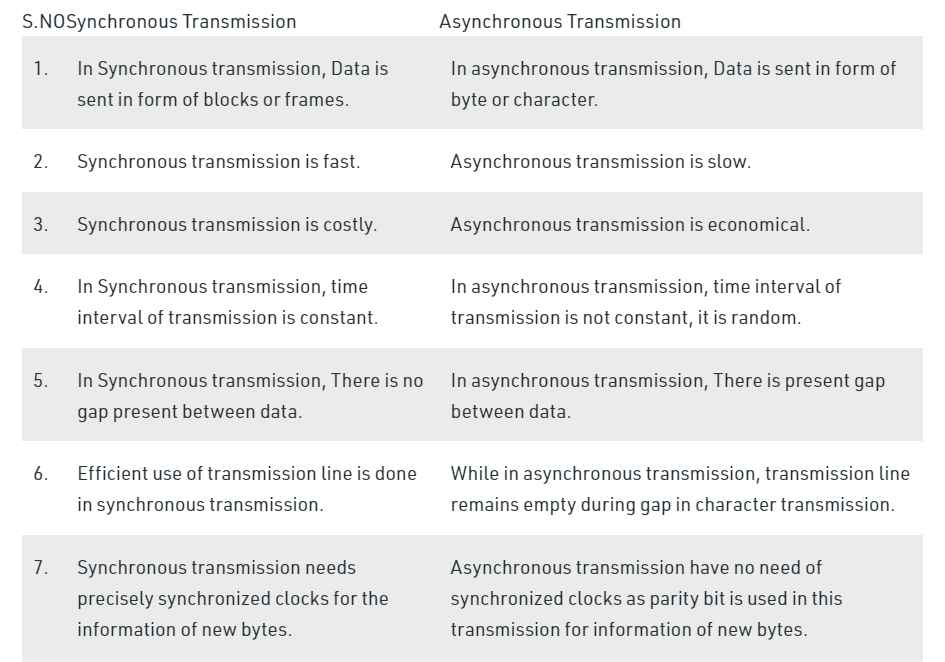 S.NOSynchronous Transmission Asynchronous Transmission
1. In Synchronous transmission, Data is In asynchronous transmission, Data is sent in form of
sent in form of blocks or frames. byte or character.
2. Synchronous transmission is fast. Asynchronous transmission is slow.
3. Synchronous transmission is costly. Asynchronous transmission is economical.
4. In Synchronous transmission, time In asynchronous transmission, time interval of
interval of transmission is constant. transmission is not constant, it is random.
5. In Synchronous transmission, There is no In asynchronous transmission, There is present gap
gap present between data. between data.
6. Efficient use of transmission line is done While in asynchronous transmission, transmission line
in synchronous transmission. remains empty during gap in character transmission.
7. Synchronous transmission needs Asynchronous transmission have no need of
precisely synchronized clocks for the synchronized clocks as parity bit is used in this
information of new bytes. transmission for information of new bytes.